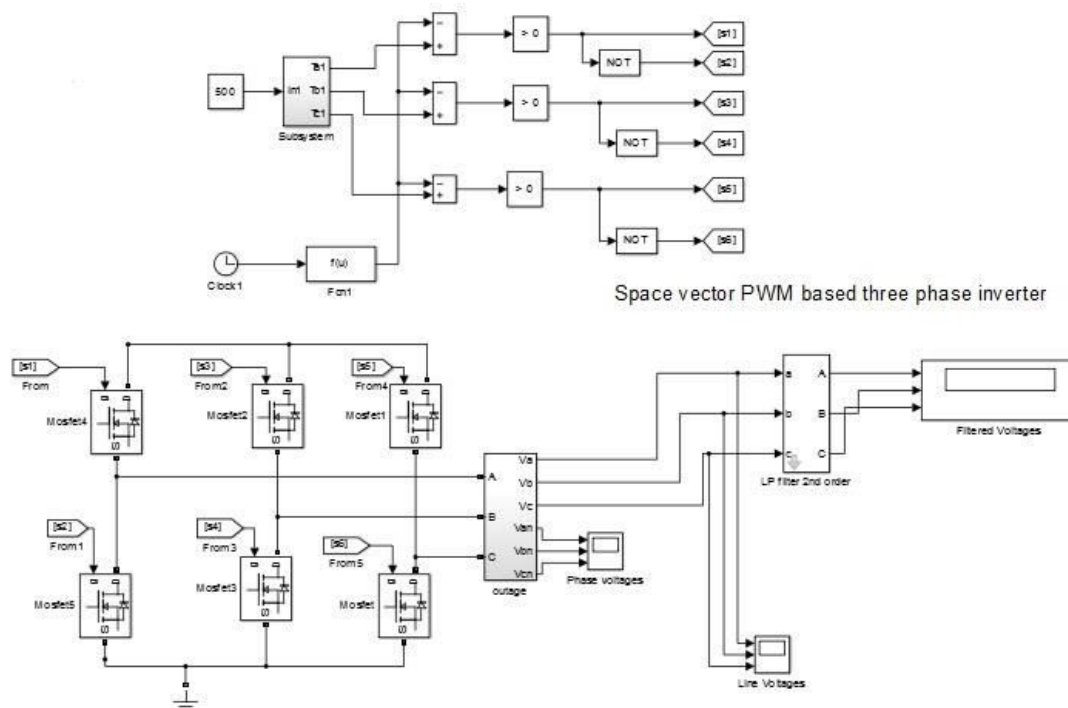 > 0
[s1]
NOT
[s2]
500
In1
Ta1
Tb1
Tc1
Subsystem
> 0
[s3]
NOT
[s4]
> 0
[s5]
NOT
[s6]
Clock1
f(u)
Fcn1
Space vector PWM based three phase inverter
[s1]
From
Mosfet4
[s3]
From2
Mosfet2
[s5]
From4
Mosfet1
[s2]
From1
Mosfet5
[s4]
From3
Mosfet3
[s6]
From5
Mosfet
A
B
C
Va
Vb
Vc
Van
Vbn
Vcn
outage
Phase voltages
a
b
c
A
B
C
LP filter 2nd order
Filtered Voltages
Line Voltages